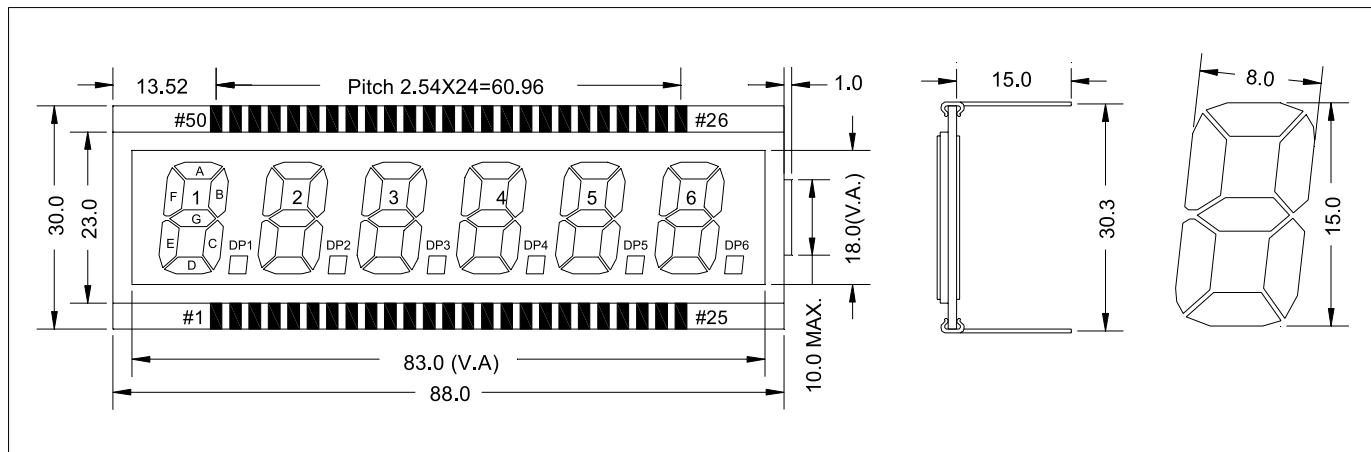 13.52
Pitch 2.54X24=60.96
1.0
15.0
8.0
#50
#26
30.0
23.0
A
F
1
B
G
E
C
D
DP1
2
DP2
3
DP3
4
DP4
5
DP5
6
DP6
18.0(V.A.)
10.0 MAX.
30.3
15.0
#1
#25
83.0 (V.A)
88.0